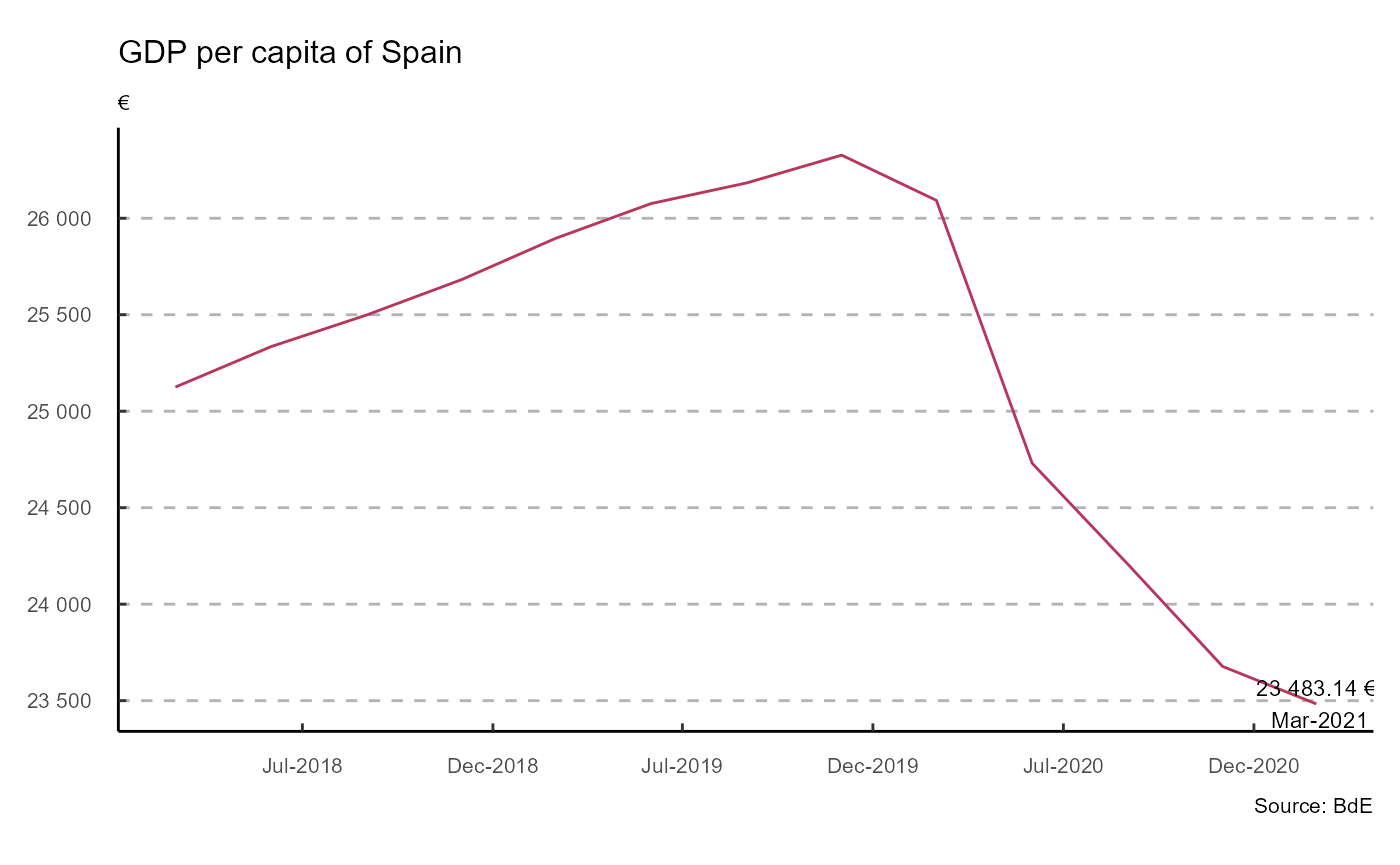 GDP per capita of Spain
€
26 000
25 500
25 000
24 500
24 000
23 500
23 483.14 €
Mar-2021
Jul-2018
Dec-2018
Jul-2019
Dec-2019
Jul-2020
Dec-2020
Source: BdE